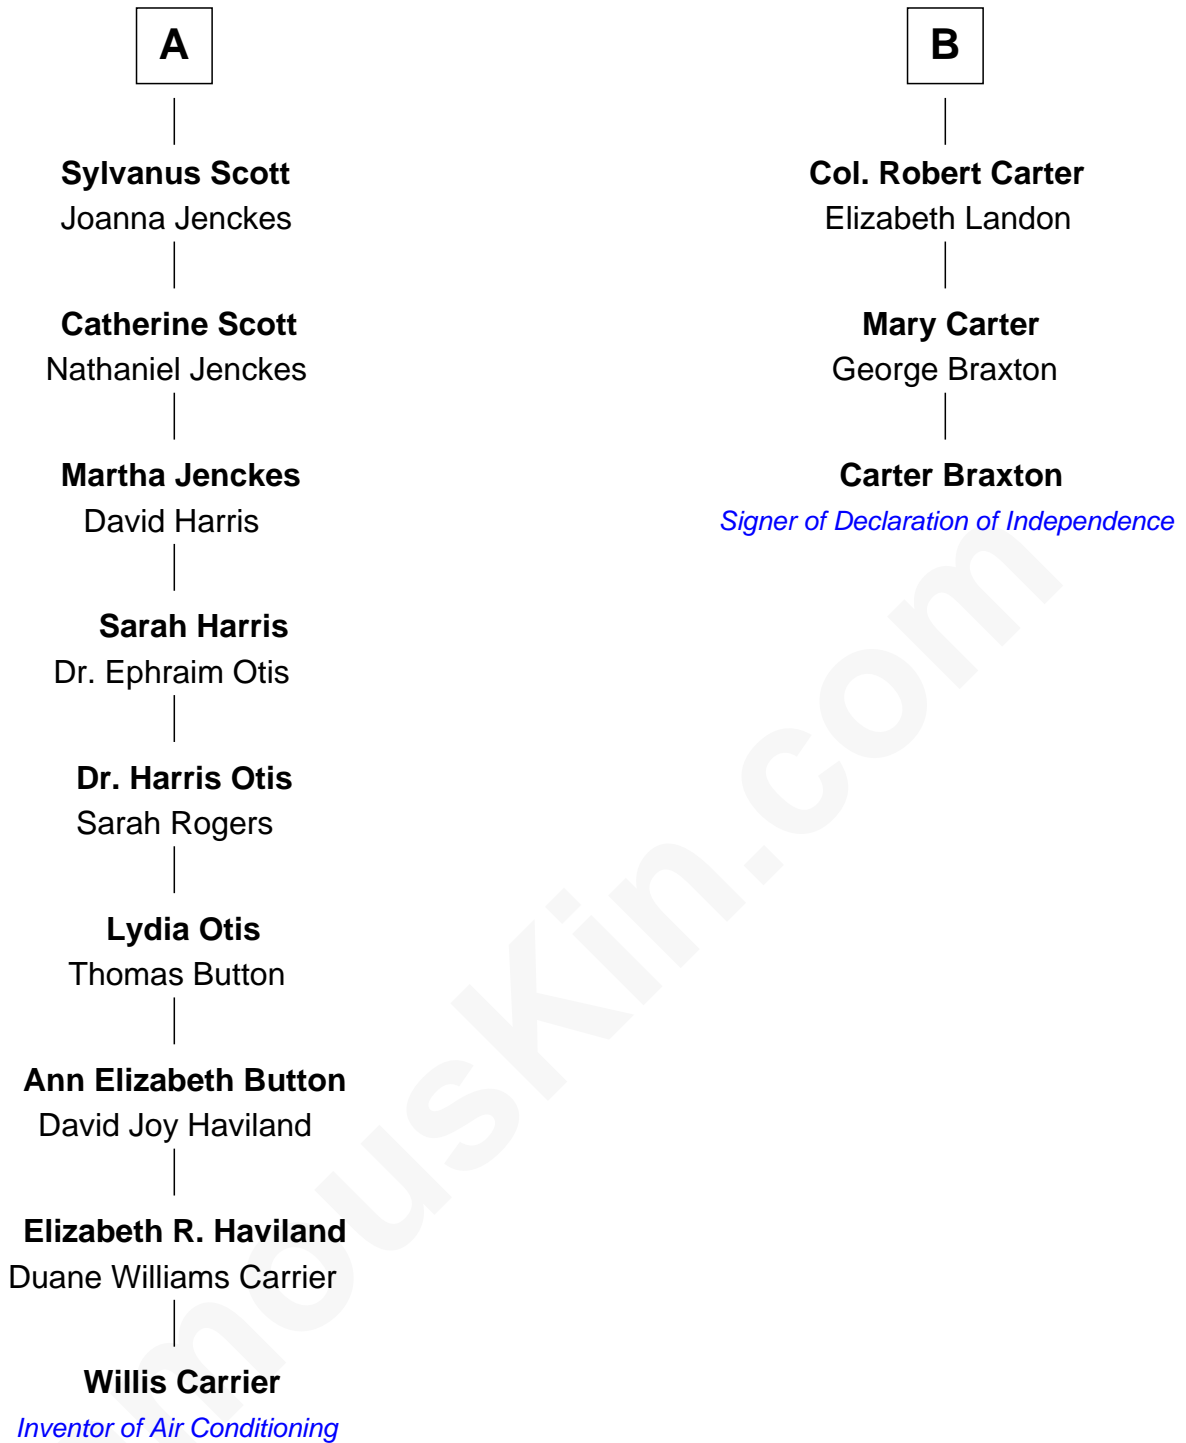 A
Sylvanus Scott
Joanna Jenckes
Catherine Scott
Nathaniel Jenckes
Martha Jenckes
David Harris
Sarah Harris
Dr. Ephraim Otis
Dr. Harris Otis
Sarah Rogers
Lydia Otis
Thomas Button
Ann Elizabeth Button
David Joy Haviland
Elizabeth R. Haviland
Duane Williams Carrier
Willis Carrier
Inventor of Air Conditioning
B
Col. Robert Carter
Elizabeth Landon
Mary Carter
George Braxton
Carter Braxton
Signer of Declaration of Independence
mousKin.com